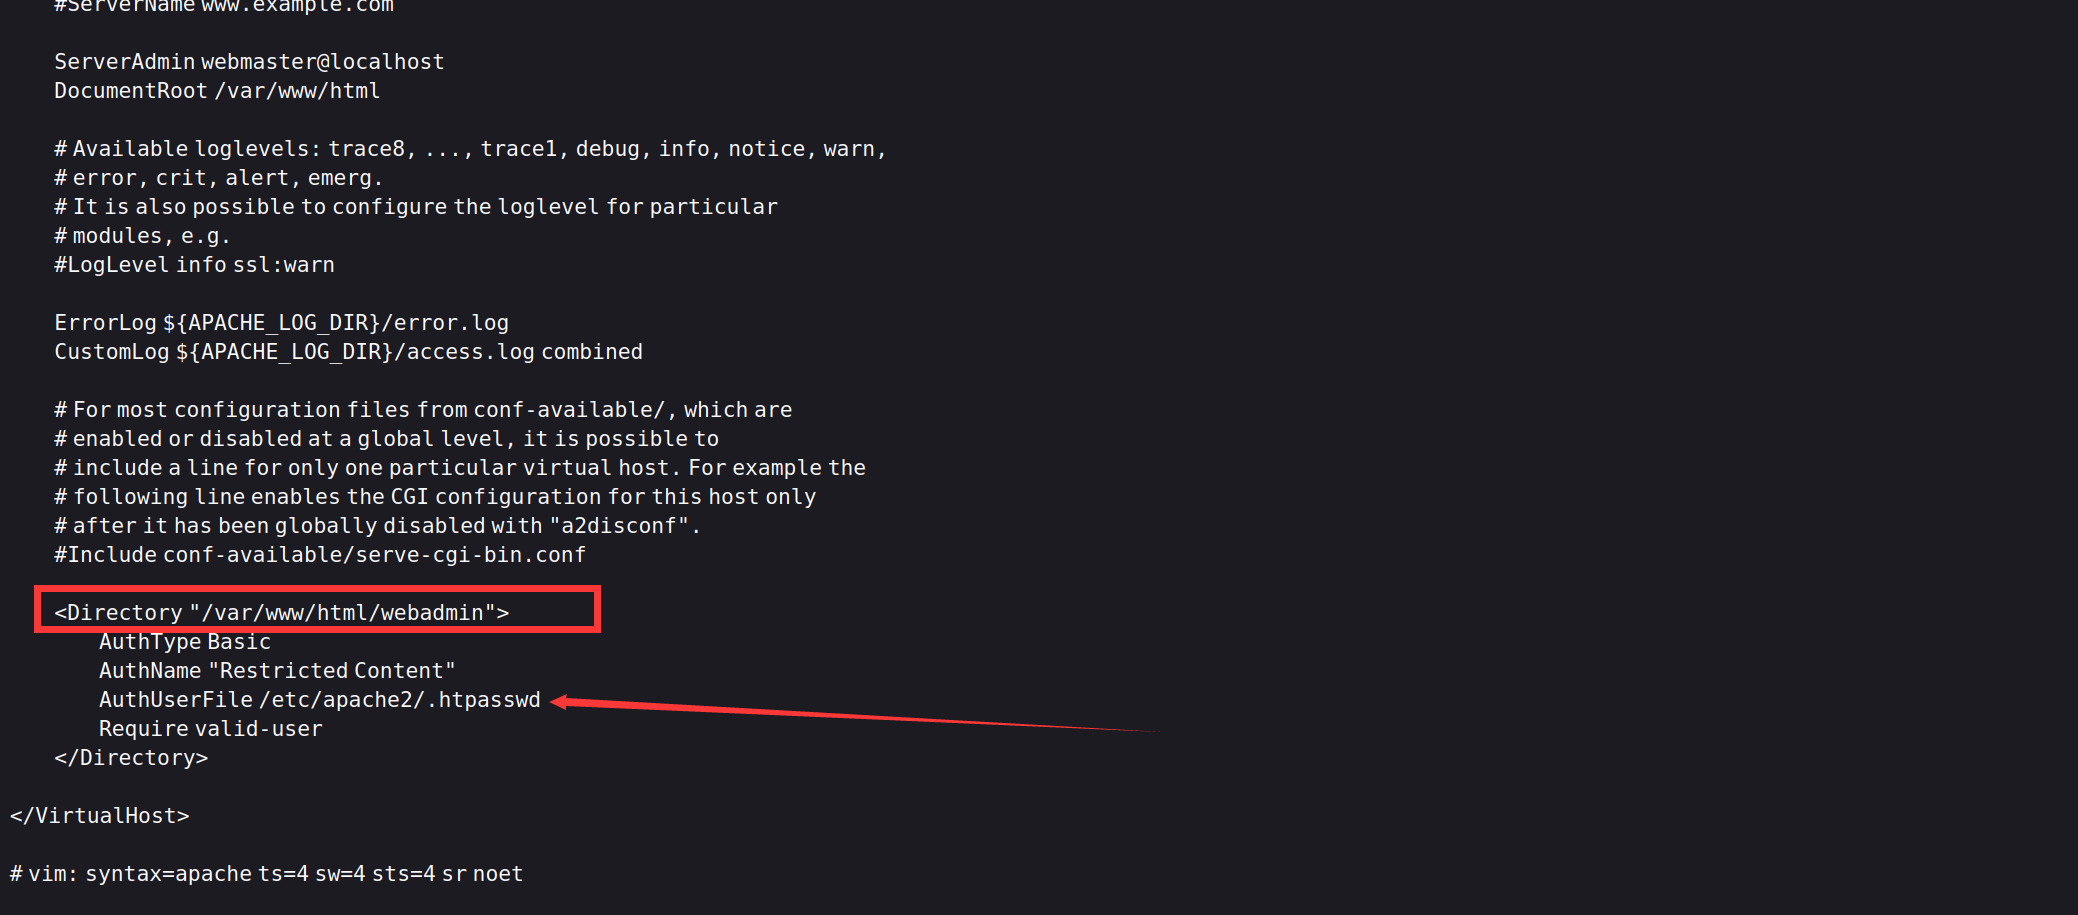 #ServerName www.example.com
ServerAdmin webmaster@localhost
DocumentRoot /var/www/html
# Available loglevels: trace8, ..., trace1, debug, info, notice, warn,
# error, crit, alert, emerg.
# It is also possible to configure the loglevel for particular
# modules, e.g.
#LogLevel info ssl:warn
ErrorLog ${APACHE_LOG_DIR}/error.log
CustomLog ${APACHE_LOG_DIR}/access.log combined
# For most configuration files from conf-available/, which are
# enabled or disabled at a global level, it is possible to
# include a line for only one particular virtual host. For example the
# following line enables the CGI configuration for this host only
# after it has been globally disabled with "a2disconf".
#Include conf-available/serve-cgi-bin.conf
<Directory "/var/www/html/webadmin">
AuthType Basic
AuthName "Restricted Content"
AuthUserFile /etc/apache2/.htpasswd
Require valid-user
</Directory>
</VirtualHost>
# vim: syntax=apache ts=4 sw=4 sts=4 sr noet